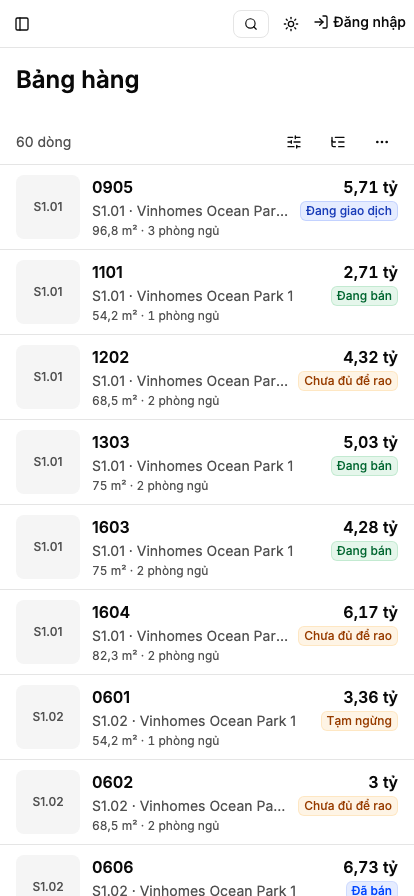 Đăng nhập
Bảng hàng
60 dòng
S1.01
0905
5,71 tỷ
S1.01 · Vinhomes Ocean Par...
Đang giao dịch
96,8 m² · 3 phòng ngủ
S1.01
1101
2,71 tỷ
S1.01 · Vinhomes Ocean Park 1
Đang bán
54,2 m² · 1 phòng ngủ
S1.01
1202
4,32 tỷ
S1.01 · Vinhomes Ocean Par...
Chưa đủ để rao
68,5 m² · 2 phòng ngủ
S1.01
1303
5,03 tỷ
S1.01 · Vinhomes Ocean Park 1
Đang bán
75 m² · 2 phòng ngủ
S1.01
1603
4,28 tỷ
S1.01 · Vinhomes Ocean Park 1
Đang bán
75 m² · 2 phòng ngủ
S1.01
1604
6,17 tỷ
S1.01 · Vinhomes Ocean Par...
Chưa đủ để rao
82,3 m² · 2 phòng ngủ
S1.02
0601
3,36 tỷ
S1.02 · Vinhomes Ocean Park 1
Tạm ngừng
54,2 m² · 1 phòng ngủ
S1.02
0602
3 tỷ
S1.02 · Vinhomes Ocean Pa...
Chưa đủ để rao
68,5 m² · 2 phòng ngủ
S1.02
0606
6,73 tỷ
S1.02 · Vinhomes Ocean Park 1
Đã bán